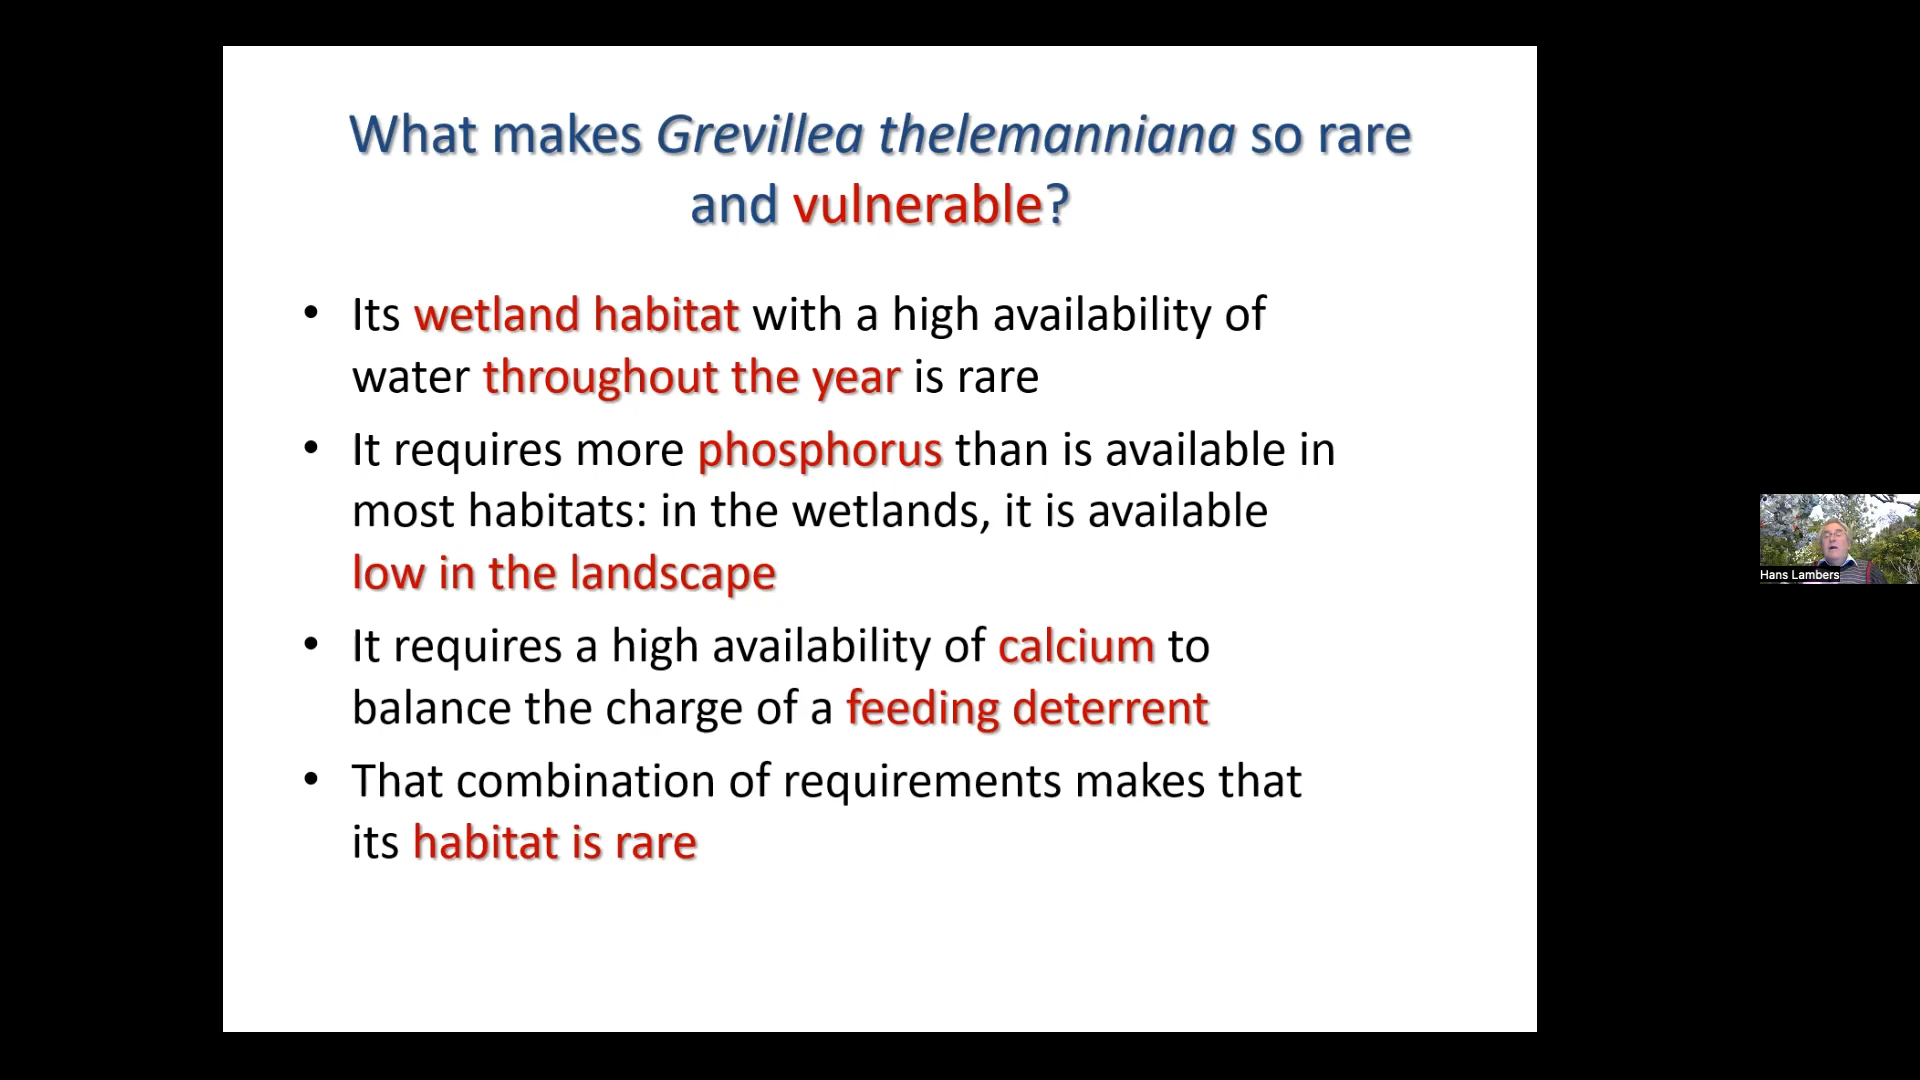 What makes Grevillea thelemanniana so rare
and vulnerable?
• Its wetland habitat with a high availability of
water throughout the year is rare
• It requires more phosphorus than is available in
most habitats: in the wetlands, it is available
low in the landscape
• It requires a high availability of calcium to
balance the charge of a feeding deterrent
• That combination of requirements makes that
its habitat is rare
Hans Lambers